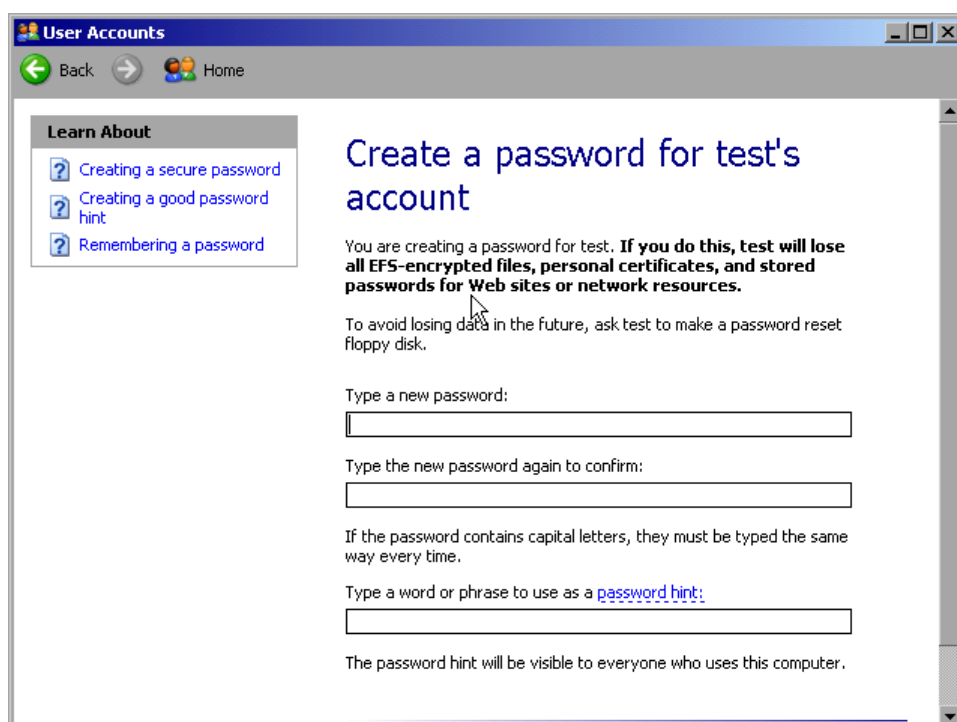 User Accounts
Back
Home
Learn About
Creating a secure password
Creating a good password
hint
Remembering a password
Create a password for test's
account
You are creating a password for test. If you do this, test will lose
all EFS-encrypted files, personal certificates, and stored
passwords for Web sites or network resources.
To avoid losing data in the future, ask test to make a password reset
floppy disk.
Type a new password:
Type the new password again to confirm:
If the password contains capital letters, they must be typed the same
way every time.
Type a word or phrase to use as a password hint:
The password hint will be visible to everyone who uses this computer.